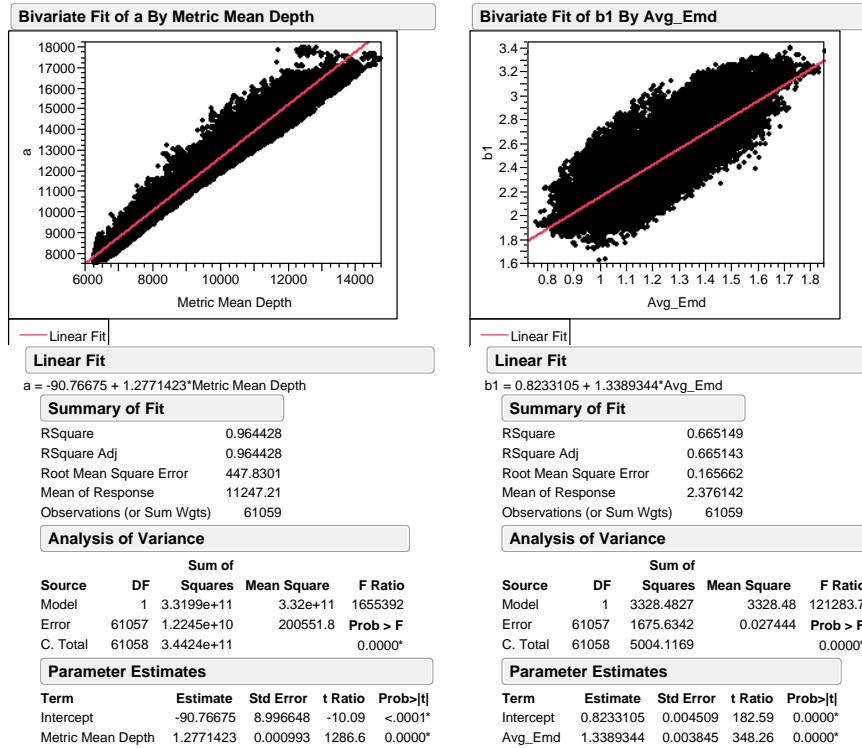 Bivariate Fit of a By Metric Mean Depth
18000
17000
16000
15000
14000
13000
12000
11000
10000
9000
8000
a
6000 8000 10000 12000 14000
Metric Mean Depth
Linear Fit
Linear Fit
a = -90.76675 + 1.2771423*Metric Mean Depth
Summary of Fit
RSquare 0.964428
RSquare Adj 0.964428
Root Mean Square Error 447.8301
Mean of Response 11247.21
Observations (or Sum Wgts) 61059
Analysis of Variance
Sum of
Source DF Squares Mean Square F Ratio
Model 1 3.3199e+11 3.32e+11 1655392
Error 61057 1.2245e+10 200551.8 Prob > F
C. Total 61058 3.4424e+11 0.0000*
Parameter Estimates
Term Estimate Std Error t Ratio Prob>|t|
Intercept -90.76675 8.996648 -10.09 <.0001*
Metric Mean Depth 1.2771423 0.000993 1286.6 0.0000*
Bivariate Fit of b1 By Avg_Emd
3.4
3.2
3
2.8
2.6
2.4
2.2
2
1.8
1.6
b1
0.8 0.9 1 1.1 1.2 1.3 1.4 1.5 1.6 1.7 1.8
Avg_Emd
Linear Fit
Linear Fit
b1 = 0.8233105 + 1.3389344*Avg_Emd
Summary of Fit
RSquare 0.665149
RSquare Adj 0.665143
Root Mean Square Error 0.165662
Mean of Response 2.376142
Observations (or Sum Wgts) 61059
Analysis of Variance
Sum of
Source DF Squares Mean Square F Ratio
Model 1 3328.4827 3328.48 121283.7
Error 61057 1675.6342 0.027444 Prob > F
C. Total 61058 5004.1169 0.0000*
Parameter Estimates
Term Estimate Std Error t Ratio Prob>|t|
Intercept 0.8233105 0.004509 182.59 0.0000*
Avg_Emd 1.3389344 0.003845 348.26 0.0000*